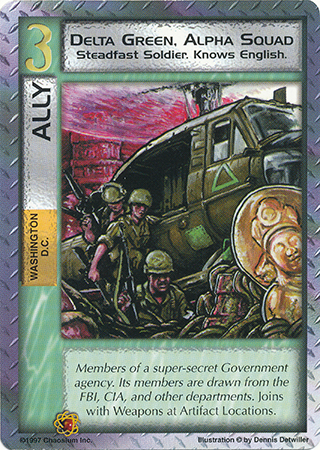 3
DELTA GREEN, ALPHA SQUAD
STEADFAST SOLDIER. KNOWS ENGLISH.
ALLY
WASHINGTON
D.C.
Members of a super-secret Government
agency. Its members are drawn from the
FBI, CIA, and other departments. Joins
with Weapons at Artifact Locations.
©1997 Chaosium Inc.
Illustration © by Dennis Detwiller